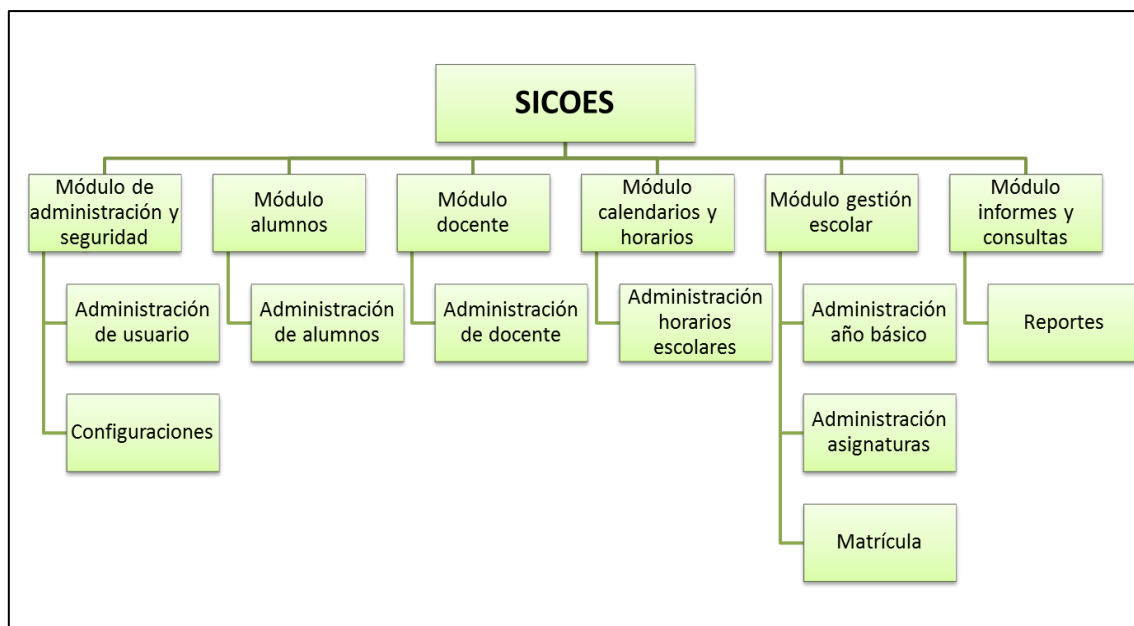 SICOES
Módulo de
administración y
seguridad
Módulo
alumnos
Módulo
docente
Módulo
calendarios y
horarios
Módulo gestión
escolar
Módulo
informes y
consultas
Administración
de usuario
Administración
de alumnos
Administración
de docente
Administración
horarios
escolares
Administración
año básico
Reportes
Configuraciones
Administración
asignaturas
Matrícula